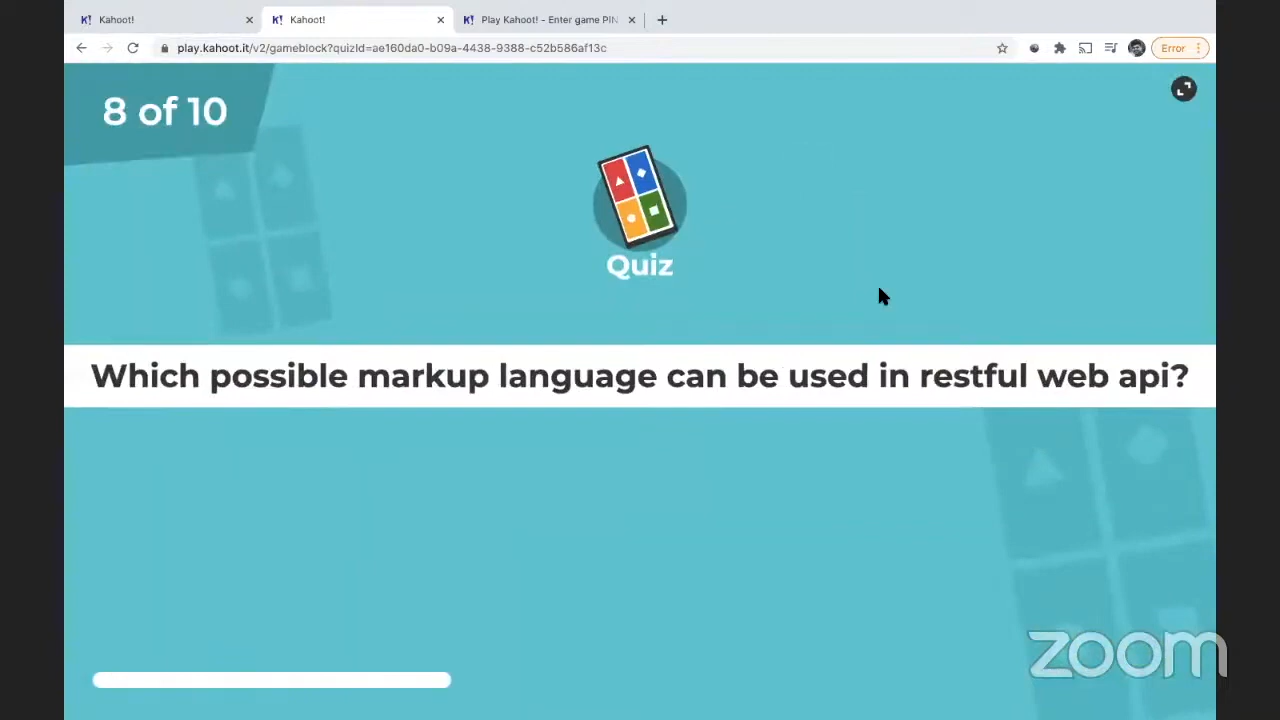 Kahoot!
Kahoot!
Play Kahoot! - Enter game PIN
play.kahoot.it/v2/gameblock?quizId=ae160da0-b09a-4438-9388-c52b586af13c
Error
8 of 10
Quiz
Which possible markup language can be used in restful web api?
zoom